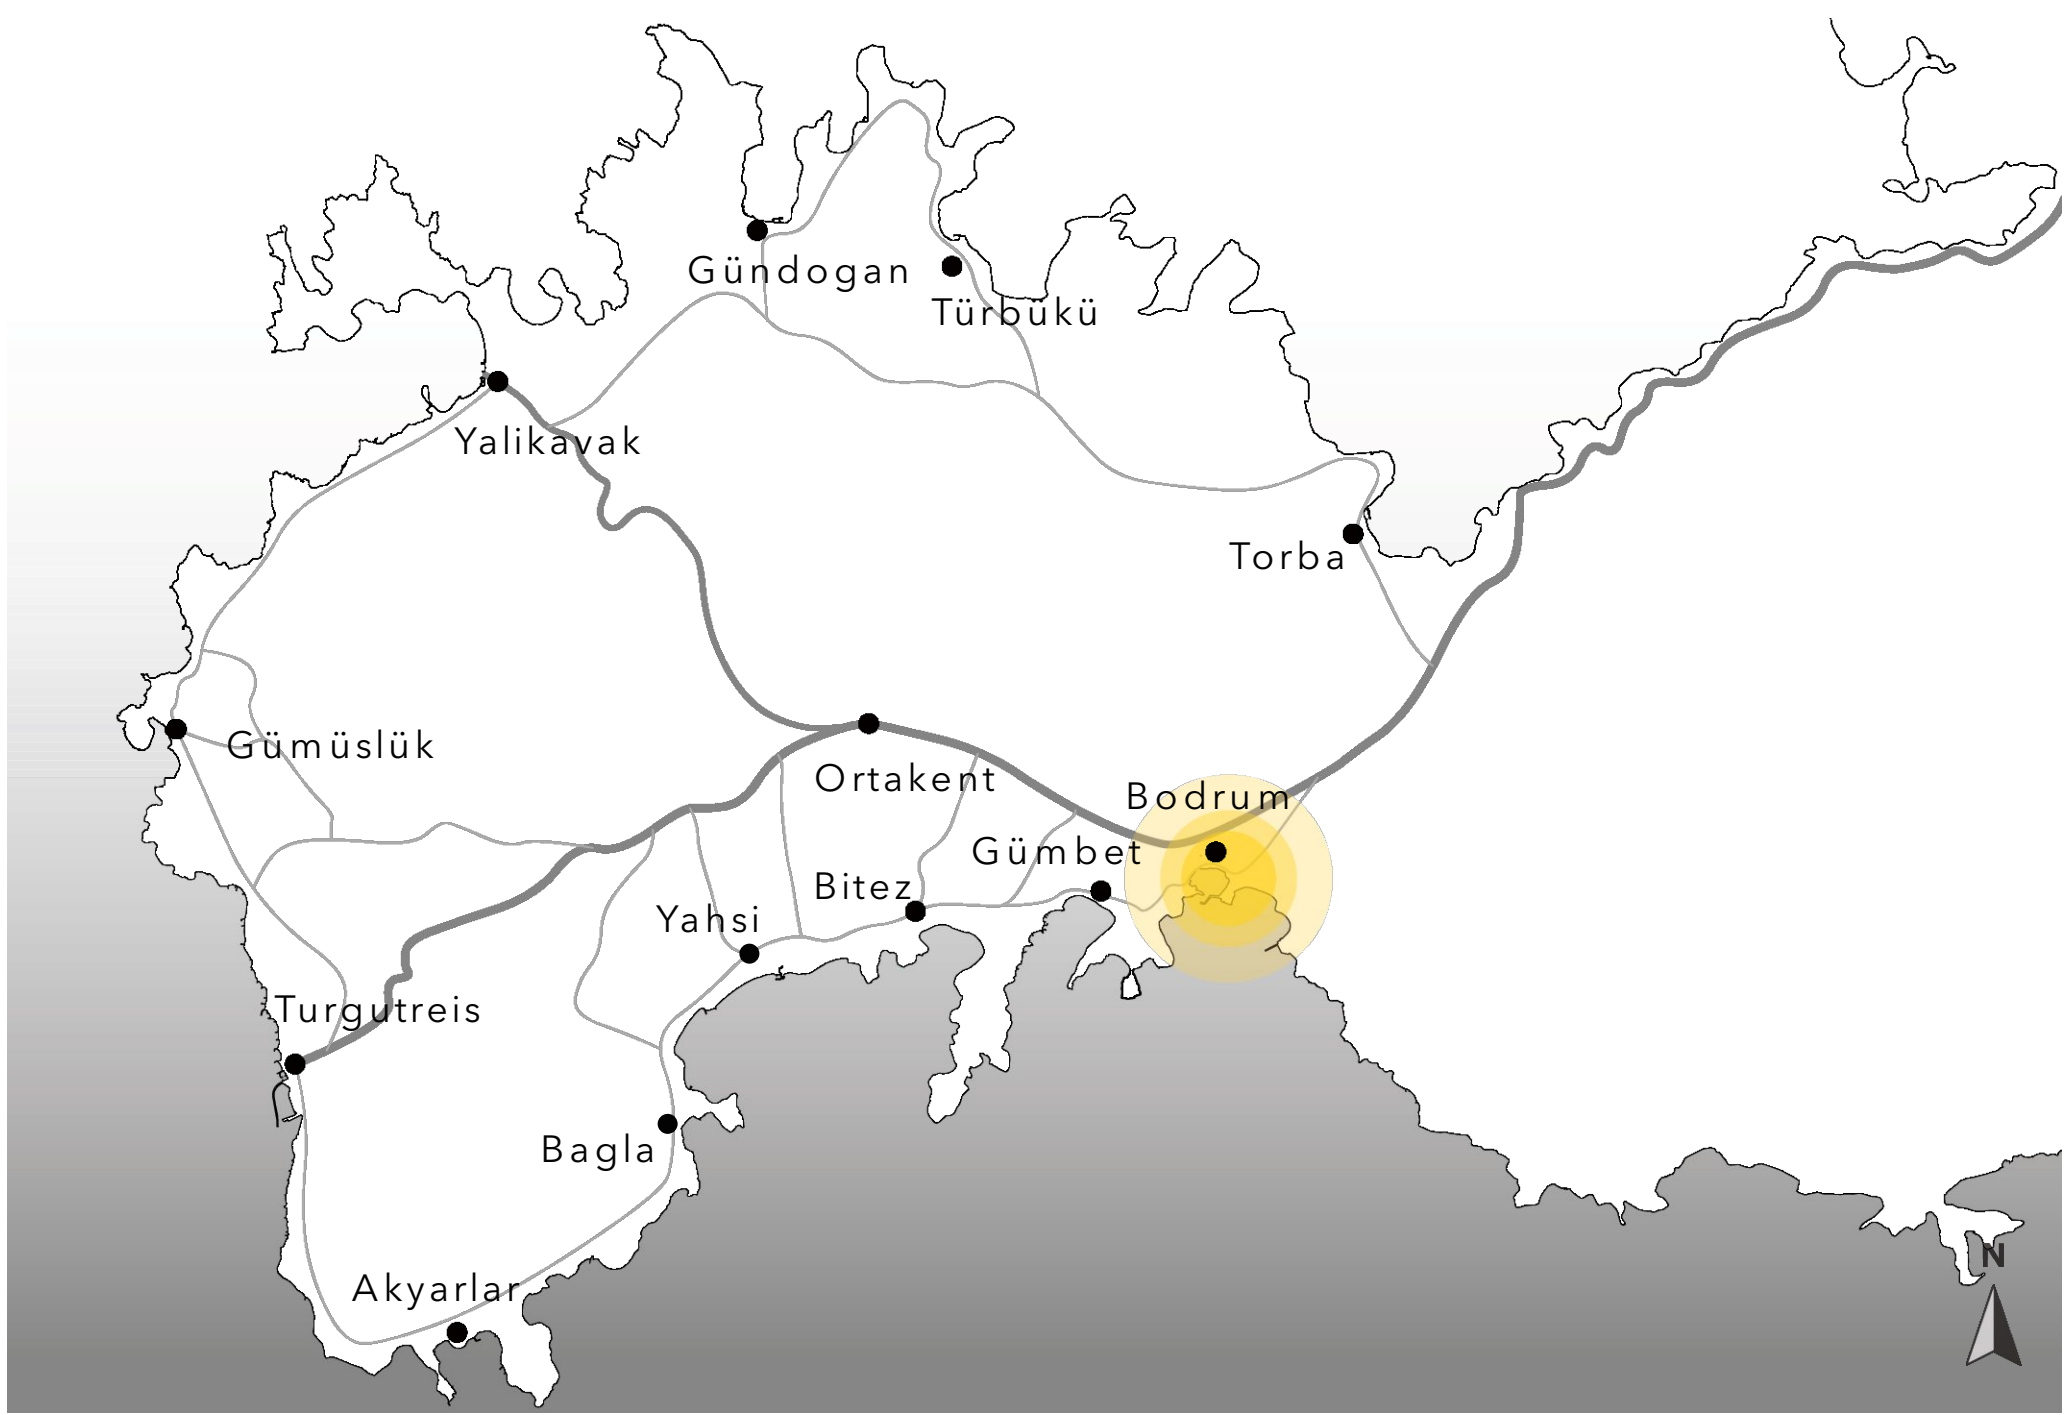 Gündogan
Türbükü
Yalikavak
Torba
Gümüslük
Ortakent
Bodrum
Gümbet
Bitez
Yahsi
Turgutreis
Bagla
Akyarlar
N